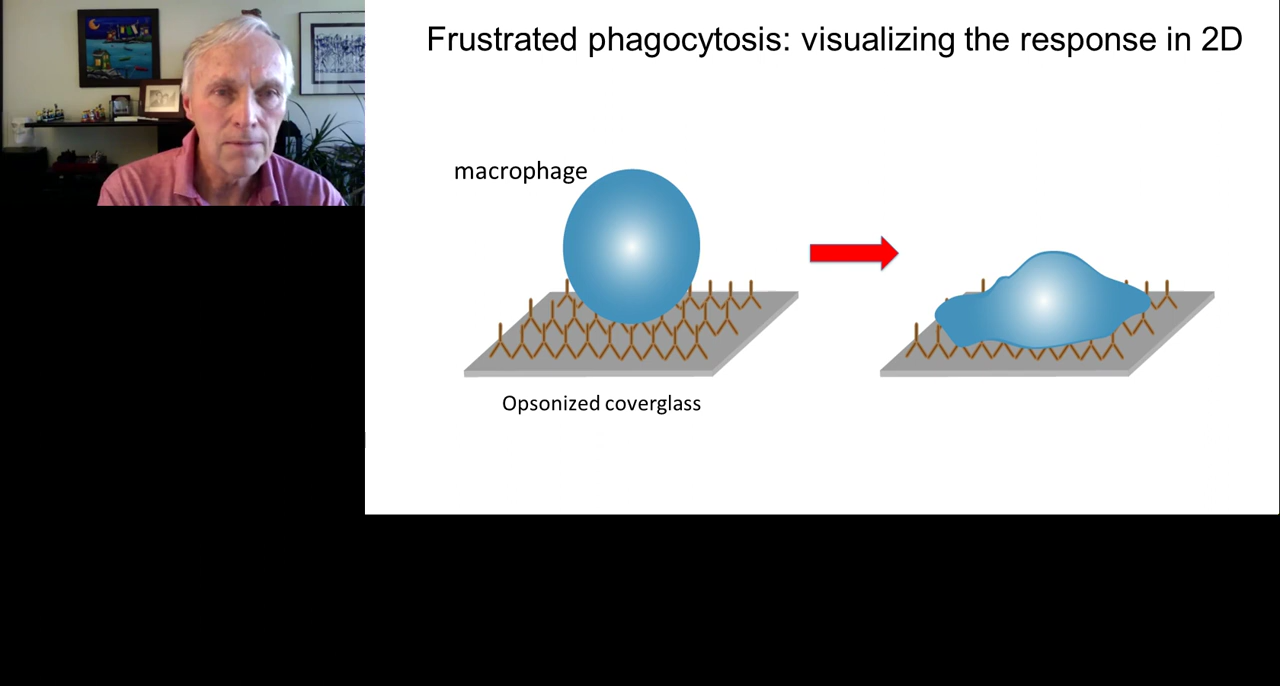 Frustrated phagocytosis: visualizing the response in 2D
macrophage
Opsonized coverglass